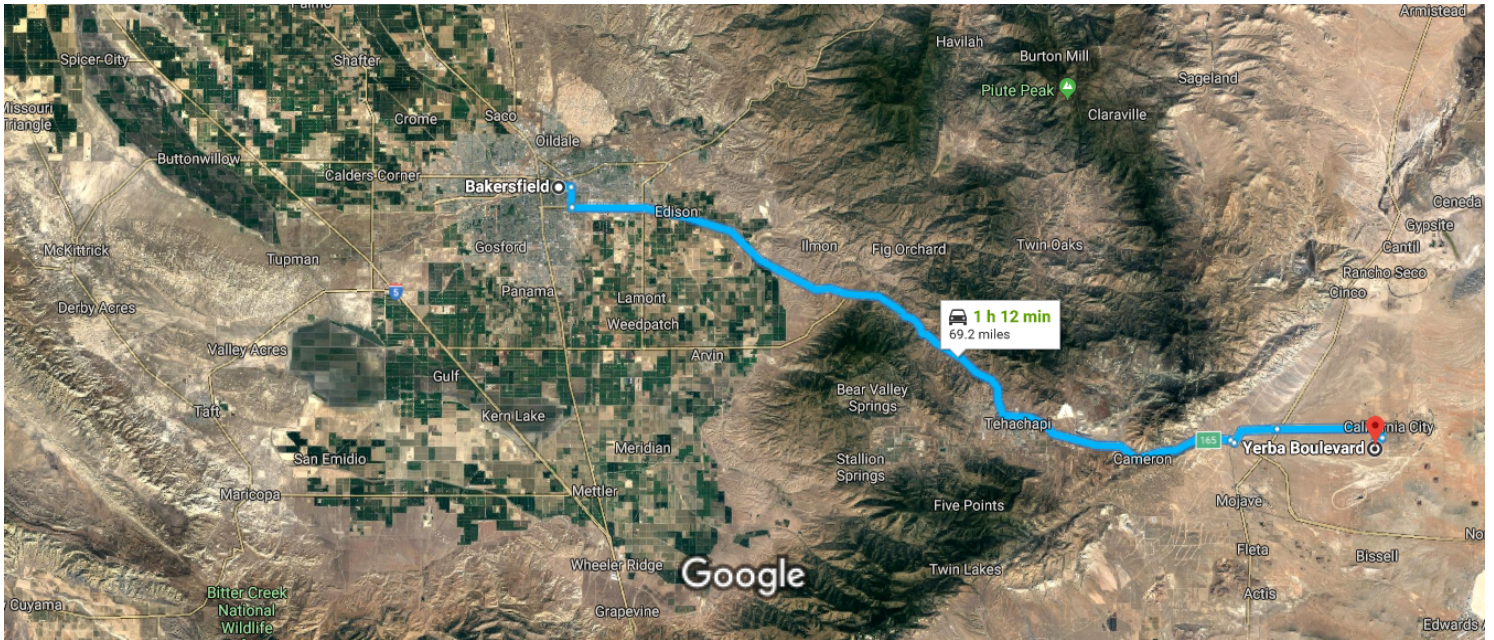 Armistead
Spicer City
Shafter
Havilah
Burton Mill
Sageland
Piute Peak
Missouri
Triangle
Crome
Saco
Claraville
Oildale
Buttonwillow
Calders Corner
Bakersfield
Edison
Ceneda
Gypsite
McKittrick
Gosford
Ilmon
Fig Orchard
Twin Oaks
Cantil
Tupman
Rancho Seco
Panama
Lamont
Cinco
5
Derby Acres
Weedpatch
1 h 12 min
69.2 miles
Valley Acres
Arvin
Gulf
Bear Valley
Springs
Taft
Kern Lake
Tehachapi
California City
165
Yerba Boulevard
Meridian
San Emidio
Stallion
Springs
Cameron
Maricopa
Mettler
Five Points
Mojave
Fleta
Bissell
Wheeler Ridge
Google
Twin Lakes
Bitter Creek
National
Wildlife
Actis
Cuyama
Grapevine
Edwards